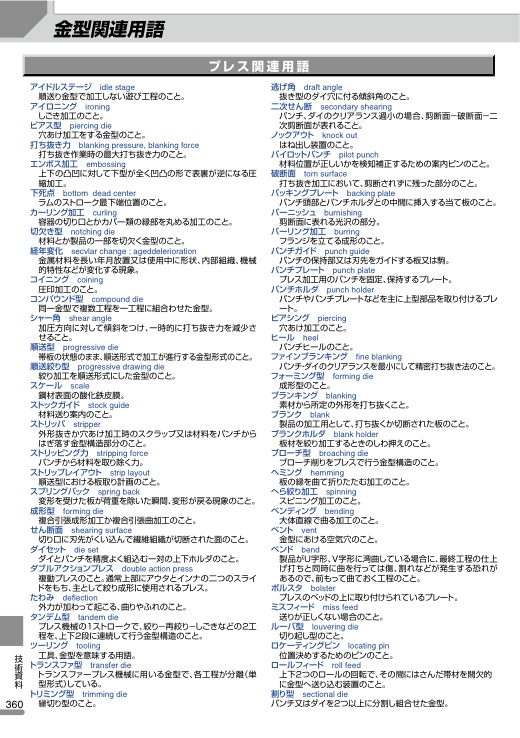 金型関連用語
プレス関連用語
アイドルステージ idle stage
順送り金型で加工しない遊び工程のこと。
アイロニング ironing
しごき加工のこと。
ピアス型 piercing die
穴あけ加工をする金型のこと。
打ち抜き力 blanking pressure, blanking force
打ち抜き作業時の最大打ち抜き力のこと。
エンボス加工 embossing
上下の凸凹に対して下型が全く凹凸の形で表裏が逆になる圧
縮加工。
下死点 bottom dead center
ラムのストローク最下端位置のこと。
カーリング加工 curling
容器の切り口とかカバー類の縁部を丸める加工のこと。
切欠き型 notching die
材料とか製品の一部を切欠く金型のこと。
経年変化 secvlar change ; ageddelerioration
金属材料を長い年月放置又は使用中に形状、内部組織、機械
的特性などが変化する現象。
コイニング coining
圧印加工のこと。
コンパウンド型 compound die
同一金型で複数工程を一工程に組合わせた金型。
シャー角 shear angle
加圧方向に対して傾斜をつけ、一時的に打ち抜き力を減少さ
せること。
順送型 progressive die
帯板の状態のまま、順送形式で加工が進行する金型形式のこと。
順送絞り型 progressive drawing die
絞り加工を順送形式にした金型のこと。
スケール scale
鋼材表面の酸化鉄皮膜。
ストックガイド stock guide
材料送り案内のこと。
ストリッパ stripper
外形抜きか穴あけ加工時のスクラップ又は材料をパンチから
はぎ落す金型構造部分のこと。
ストリッピング力 stripping force
パンチから材料を取り除く力。
ストリップレイアウト strip layout
順送型における板取り計画のこと。
スプリングバック spring back
変形を受けた板が荷重を除いた瞬間、変形が戻る現象のこと。
成形型 forming die
複合引張成形加工か複合引張曲加工のこと。
せん断面 shearing surface
切り口に刃先がくい込んで繊維組織が切断された面のこと。
ダイセット die set
ダイとパンチを精度よく組込む一対の上下ホルダのこと。
ダブルアクションプレス double action press
複動プレスのこと。通常上部にアウタとインナの二つのスライ
ドをもち、主として絞り成形に使用されるプレス。
たわみ deflection
外力が加わって起こる、曲りやふれのこと。
タンデム型 tandem die
プレス機械の1ストロークで、絞り−再絞り−しごきなどの2工
程を、上下2段に連続して行う金型構造のこと。
ツーリング tooling
工具、金型を意味する用語。
トランスファ型 transfer die
トランスファープレス機械に用いる金型で、各工程が分離(単
型形式)している。
トリミング型 trimming die
縁切り型のこと。
逃げ角 draft angle
抜き型のダイ穴に付る傾斜角のこと。
二次せん断 secondary shearing
パンチ、ダイのクリアランス過小の場合、剪断面−破断面−二
次剪断面が表れること。
ノックアウト knock out
はね出し装置のこと。
パイロットパンチ pilot punch
材料位置が正しいかを検知補正するための案内ピンのこと。
破断面 torn surface
打ち抜き加工において、剪断されずに残った部分のこと。
バッキングプレート backing plate
パンチ頭部とパンチホルダとの中間に挿入する当て板のこと。
バーニッシュ burnishing
剪断面に表れる光沢の部分。
バーリング加工 burring
フランジを立てる成形のこと。
パンチガイド punch guide
パンチの保持部又は刃先をガイドする板又は駒。
パンチプレート punch plate
プレス加工用のパンチを固定、保持するプレート。
パンチホルダ punch holder
パンチやパンチプレートなどを主に上型部品を取り付けるプレ
ート。
ピアシング piercing
穴あけ加工のこと。
ヒール heel
パンチヒールのこと。
ファインブランキング fine blanking
パンチ・ダイのクリアランスを最小にして精密打ち抜き法のこと。
フォーミング型 forming die
成形型のこと。
ブランキング blanking
素材から所定の外形を打ち抜くこと。
ブランク blank
製品の加工用として、打ち抜くか切断された板のこと。
ブランクホルダ blank holder
板材を絞り加工するときのしわ押えのこと。
ブローチ型 broaching die
ブローチ削りをプレスで行う金型構造のこと。
ヘミング hemming
板の縁を曲て折りたたむ加工のこと。
へら絞り加工 spinning
スピニング加工のこと。
ベンディング bending
大体直線で曲る加工のこと。
ベント vent
金型にあける空気穴のこと。
ベンド bend
製品がU字形、V字形に湾曲している場合に、最終工程の仕上
げ打ちと同時に曲を行っては傷、割れなどが発生する恐れが
あるので、前もって曲ておく工程のこと。
ボルスタ bolster
プレスのベッドの上に取り付けられているプレート。
ミスフィード miss feed
送りが正しくない場合のこと。
ルーバ型 louvering die
切り起し型のこと。
ロケーティングピン locating pin
位置決めするためのピンのこと。
ロールフィード roll feed
上下2つのロールの回転で、その間にはさんだ帯材を間欠的
に金型へ送り込む装置のこと。
割り型 sectional die
パンチ又はダイを2つ以上に分割し組合せた金型。
技術資料
360